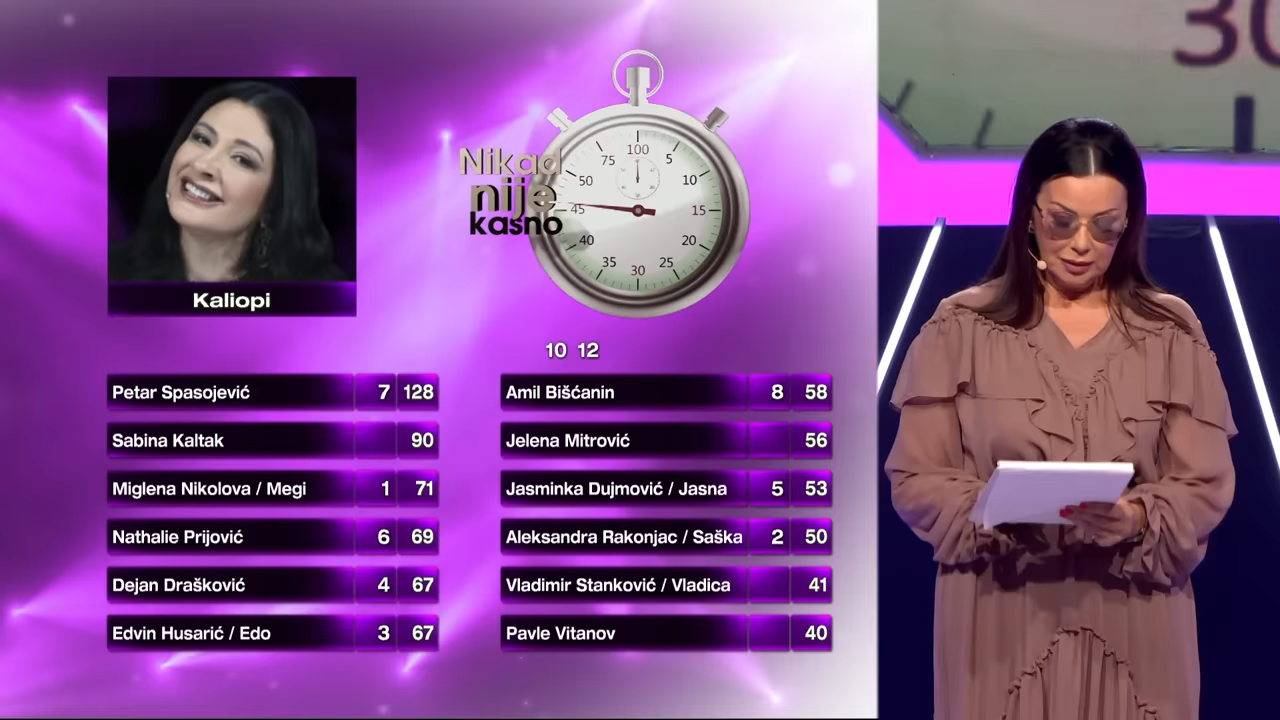 Kaliopi
Nikad
nije
kasno
100
5
10
15
20
25
30
35
40
45
50
75
10 12
Petar Spasojević 7 128
Sabina Kaltak 90
Miglena Nikolova / Megi 1 71
Nathalie Prijović 6 69
Dejan Drašković 4 67
Edvin Husarić / Edo 3 67
Amil Bišćanin 8 58
Jelena Mitrović 56
Jasminka Dujmović / Jasna 5 53
Aleksandra Rakonjac / Saška 2 50
Vladimir Stanković / Vladica 41
Pavle Vitanov 40
30